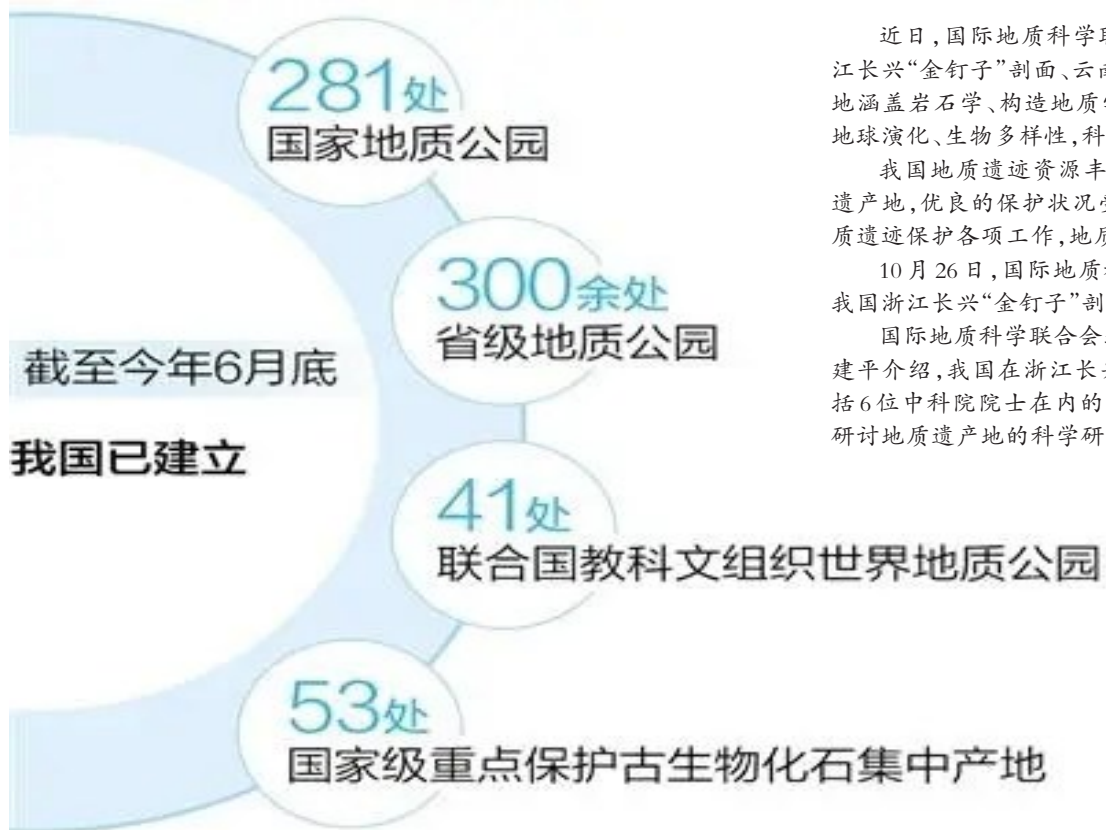 281处
国家地质公园
300余处
省级地质公园
截至今年6月底
我国已建立
41处
联合国教科文组织世界地质公园
53处
国家级重点保护古生物化石集中产地
近日，国际地质科学
江长兴“金钉子”剖面、云
地涵盖岩石学、构造地质
地球演化、生物多样性，科
我国地质遗迹资源丰
遗产地，优良的保护状况
质遗迹保护各项工作，地质
10月26日，国际地质
我国浙江长兴“金钉子”剖
国际地质科学联合会
建平介绍，我国在浙江长
括6位中科院院士在内的
研讨地质遗产地的科学研